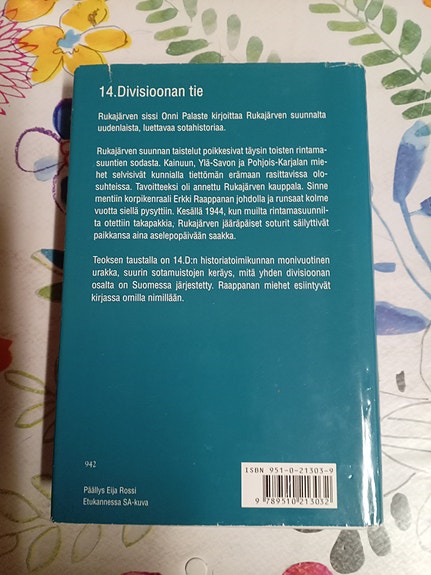 14.Divisioonan tie
Rukajärven sissi Onni Palaste kirjoittaa Rukajärven suunnalta
uudenlaista, luettavaa sotahistoriaa.
Rukajärven suunnan taistelut poikkesivat täysin toisten rintama-
suuntien sodasta. Kainuun, Ylä-Savon ja Pohjois-Karjalan mie-
het selvisivät kunnialla tiettömän erämaan rasittavissa olo-
suhteissa. Tavoitteeksi oli annettu Rukajärven kauppala. Sinne
mentiin korpikenraali Erkki Raappanan johdolla ja runsaat kolme
vuotta siellä pysyttiin. Kesällä 1944, kun muilta rintamasuunnil-
ta otettiin takapakkia, Rukajärven jääräpäiset soturit säilyttivät
paikkansa aina aselepopäivään saakka.
Teoksen taustalla on 14.D:n historiatoimikunnan monivuotinen
urakka, suurin sotamuistojen keräys, mitä yhden divisioonan
osalta on Suomessa järjestetty. Raappanan miehet esiintyvät
kirjassa omilla nimillään.
942
ISBN 951-0-21303-9
Päällys Eija Rossi
Etukannessa SA-kuva
9 789510 213032